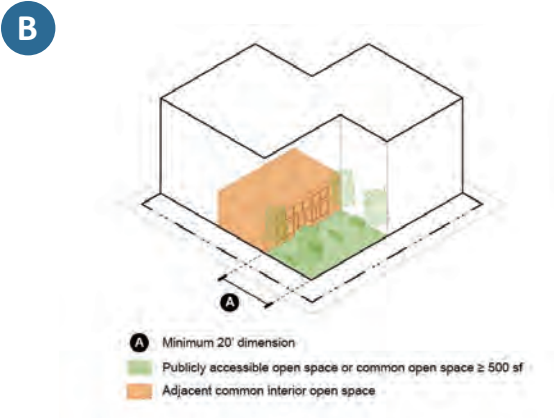 B
A
A Minimum 20' dimension
Publicly accessible open space or common open space ≥ 500 sf
Adjacent common interior open space